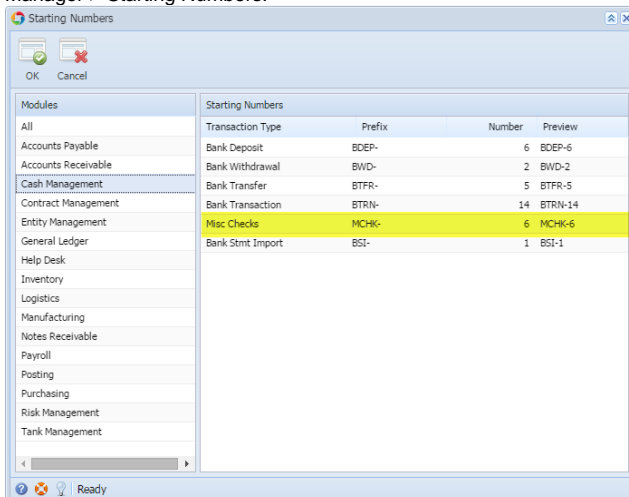 Manager > Starting Numbers.
Starting Numbers
OK Cancel
Modules
All
Accounts Payable
Accounts Receivable
Cash Management
Contract Management
Entity Management
General Ledger
Help Desk
Inventory
Logistics
Manufacturing
Notes Receivable
Payroll
Posting
Purchasing
Risk Management
Tank Management
Starting Numbers
Transaction Type Prefix Number Preview
Bank Deposit BDEP- 6 BDEP-6
Bank Withdrawal BWD- 2 BWD-2
Bank Transfer BTFR- 5 BTFR-5
Bank Transaction BTRN- 14 BTRN-14
Misc Checks MCHK- 6 MCHK-6
Bank Stmt Import BSI- 1 BSI-1
Ready